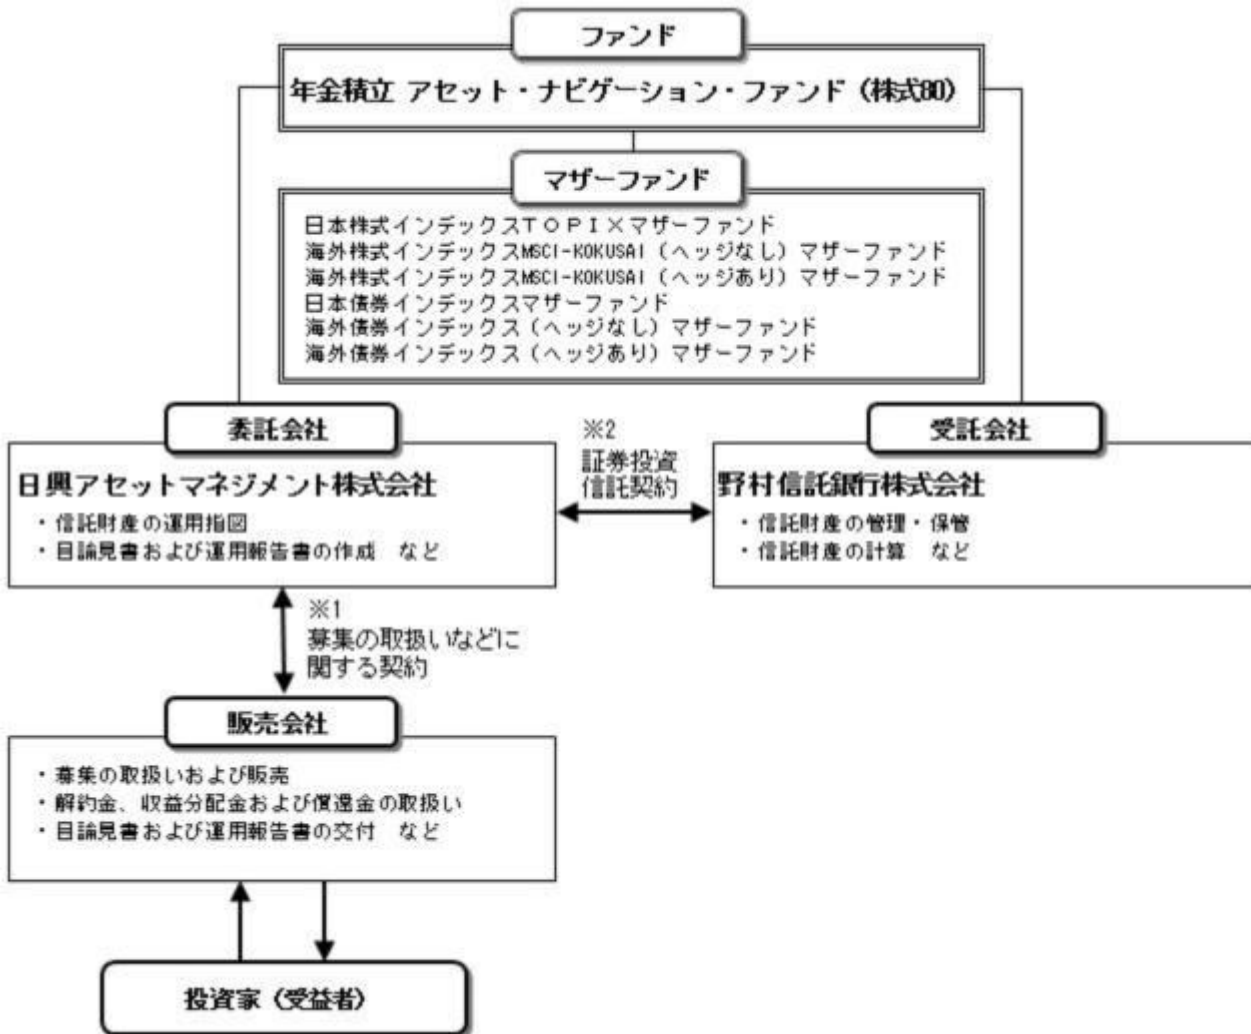 ファンド
年金積立 アセット・ナビゲーション・ファンド（株式80）
マザーファンド
日本株式インデックスＴＯＰＩＸマザーファンド
海外株式インデックスMSCI-KOKUSAI（ヘッジなし）マザーファンド
海外株式インデックスMSCI-KOKUSAI（ヘッジあり）マザーファンド
日本債券インデックスマザーファンド
海外債券インデックス（ヘッジなし）マザーファンド
海外債券インデックス（ヘッジあり）マザーファンド
委託会社
日興アセットマネジメント株式会社
・信託財産の運用指図
・目論見書および運用報告書の作成　など
※2
証券投資
信託契約
受託会社
野村信託銀行株式会社
・信託財産の管理・保管
・信託財産の計算　など
※1
募集の取扱いなどに
関する契約
販売会社
・募集の取扱いおよび販売
・解約金、収益分配金および償還金の取扱い
・目論見書および運用報告書の交付　など
投資家（受益者）